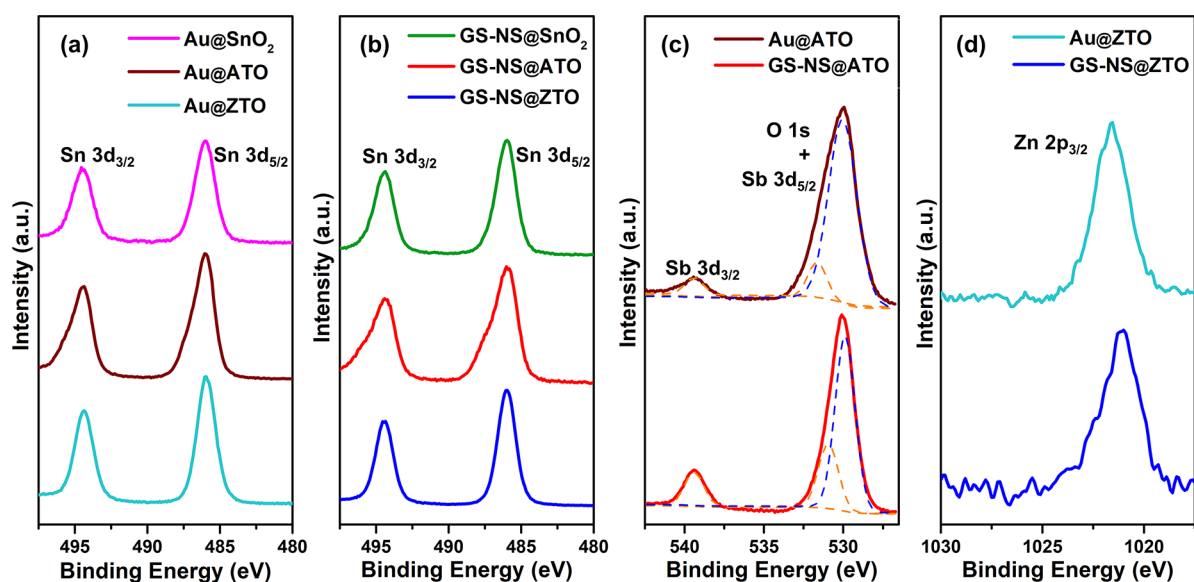 (a)
Au@SnO₂
Au@ATO
Au@ZTO
Sn 3d₃/₂
Sn 3d₅/₂
Intensity (a.u.)
495 490 485 480
Binding Energy (eV)
(b)
GS-NS@SnO₂
GS-NS@ATO
GS-NS@ZTO
Sn 3d₃/₂
Sn 3d₅/₂
Intensity (a.u.)
495 490 485 480
Binding Energy (eV)
(c)
Au@ATO
GS-NS@ATO
O 1s
+
Sb 3d₅/₂
Sb 3d₃/₂
Intensity (a.u.)
540 535 530
Binding Energy (eV)
(d)
Au@ZTO
GS-NS@ZTO
Zn 2p₃/₂
Intensity (a.u.)
1030 1025 1020
Binding Energy (eV)